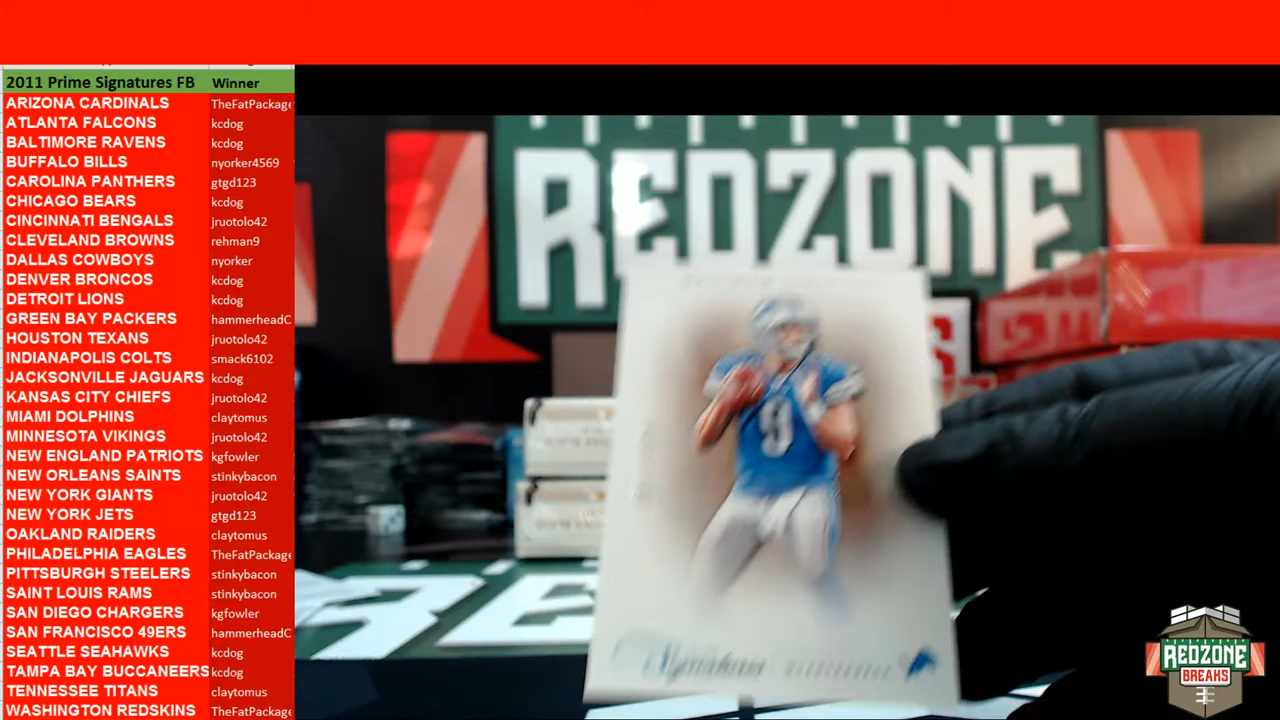 2011 Prime Signatures FB Winner
ARIZONA CARDINALS TheFatPackage
ATLANTA FALCONS kcdog
BALTIMORE RAVENS kcdog
BUFFALO BILLS nyorker4569
CAROLINA PANTHERS gtgd123
CHICAGO BEARS kcdog
CINCINNATI BENGALS jruotolo42
CLEVELAND BROWNS rehman9
DALLAS COWBOYS nyorker
DENVER BRONCOS kcdog
DETROIT LIONS kcdog
GREEN BAY PACKERS hammerheadC
HOUSTON TEXANS jruotolo42
INDIANAPOLIS COLTS smack6102
JACKSONVILLE JAGUARS kcdog
KANSAS CITY CHIEFS jruotolo42
MIAMI DOLPHINS claytomus
MINNESOTA VIKINGS jruotolo42
NEW ENGLAND PATRIOTS kgfowler
NEW ORLEANS SAINTS stinkybacon
NEW YORK GIANTS jruotolo42
NEW YORK JETS gtgd123
OAKLAND RAIDERS claytomus
PHILADELPHIA EAGLES TheFatPackage
PITTSBURGH STEELERS stinkybacon
SAINT LOUIS RAMS stinkybacon
SAN DIEGO CHARGERS kgfowler
SAN FRANCISCO 49ERS hammerheadC
SEATTLE SEAHAWKS kcdog
TAMPA BAY BUCCANEERS kcdog
TENNESSEE TITANS claytomus
WASHINGTON REDSKINS TheFatPackage
REDZONE
9
Signatures
REDZONE
BREAKS